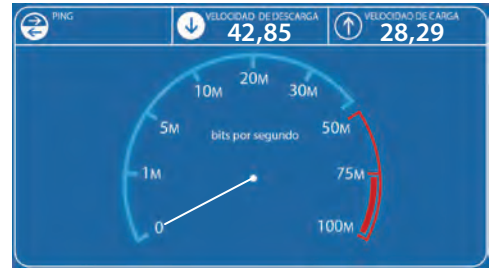 PING
VELOCIDAD DE DESCARGA
42,85
VELOCIDAD DE CARGA
28,29
20M
10M
30M
5M
bits por segundo
50M
1M
75M
0
100M